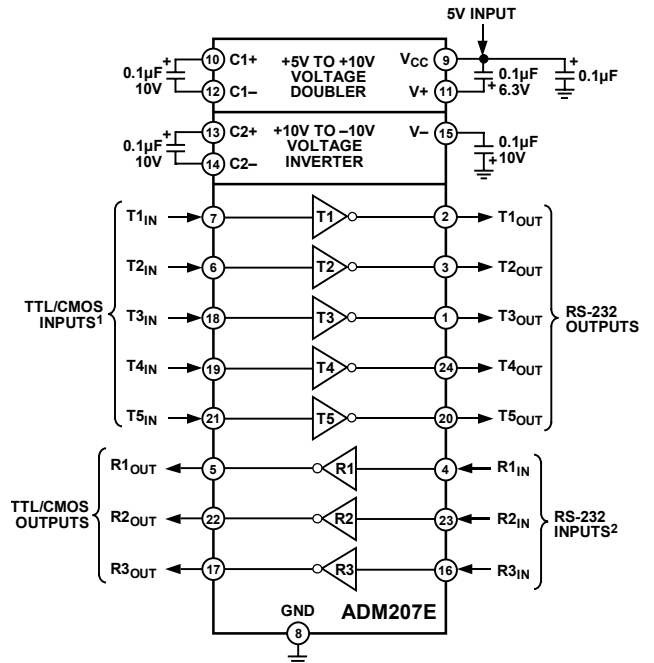 5V INPUT
10 C1+ +5V TO +10V VCC 9
0.1µF
10V
VOLTAGE
DOUBLER
12 C1– V+ 11
0.1µF
6.3V
0.1µF
13 C2+ +10V TO –10V V– 15
0.1µF
10V
VOLTAGE
INVERTER
14 C2–
0.1µF
10V
T1IN 7 T1 2 T1OUT
T2IN 6 T2 3 T2OUT
TTL/CMOS
INPUTS1
T3IN 18 T3 1 T3OUT
RS-232
OUTPUTS
T4IN 19 T4 24 T4OUT
T5IN 21 T5 20 T5OUT
R1OUT 5 R1 4 R1IN
TTL/CMOS
OUTPUTS
R2OUT 22 R2 23 R2IN
RS-232
INPUTS2
R3OUT 17 R3 16 R3IN
GND
8
ADM207E